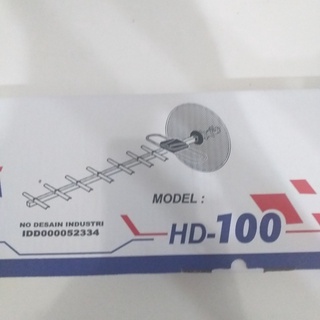 MODEL :
NO DESAIN INDUSTRI
IDD000052334
HD-100